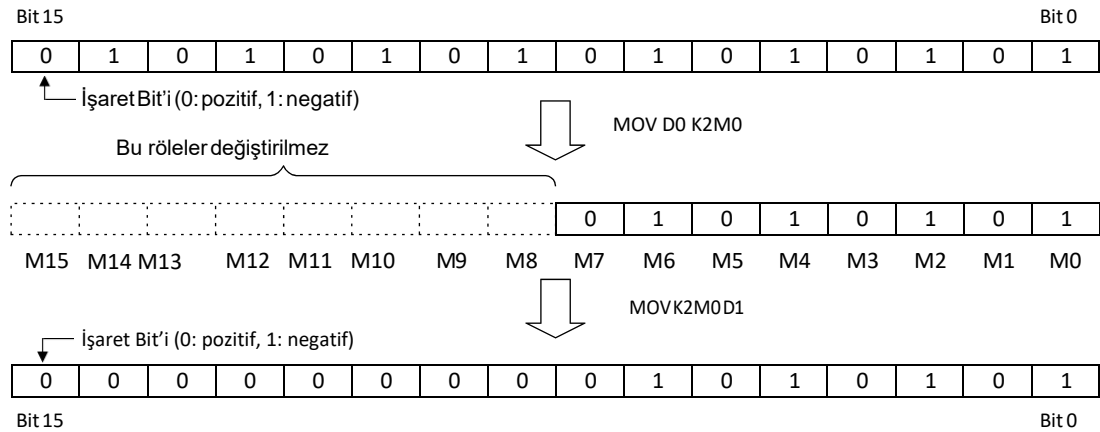 Bit 15 Bit 0
0 1 0 1 0 1 0 1 0 1 0 1 0 1 0 1
İşaret Bit'i (0: pozitif, 1: negatif)
MOV D0 K2M0
Bu röleler değiştirilmez
0 1 0 1 0 1 0 1
M15 M14 M13 M12 M11 M10 M9 M8 M7 M6 M5 M4 M3 M2 M1 M0
MOV K2M0 D1
İşaret Bit'i (0: pozitif, 1: negatif)
0 0 0 0 0 0 0 0 0 1 0 1 0 1 0 1
Bit 15 Bit 0